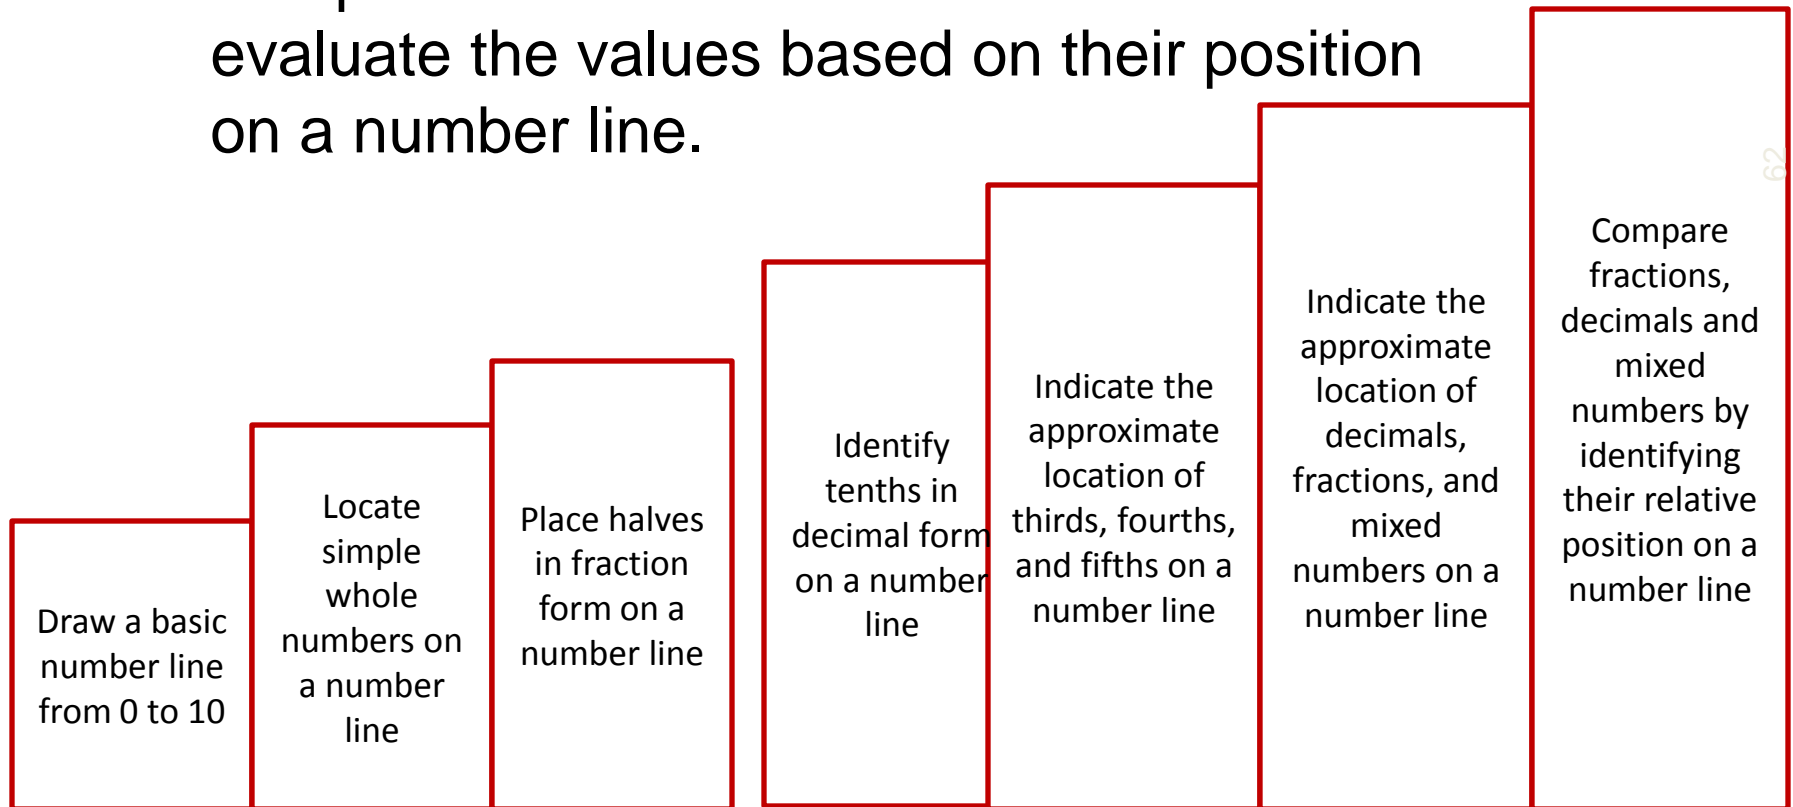 evaluate the values based on their position
on a number line.
62
Draw a basic
number line
from 0 to 10
Locate
simple
whole
numbers on
a number
line
Place halves
in fraction
form on a
number line
Identify
tenths in
decimal form
on a number
line
Indicate the
approximate
location of
thirds, fourths,
and fifths on a
number line
Indicate the
approximate
location of
decimals,
fractions, and
mixed
numbers on a
number line
Compare
fractions,
decimals and
mixed
numbers by
identifying
their relative
position on a
number line